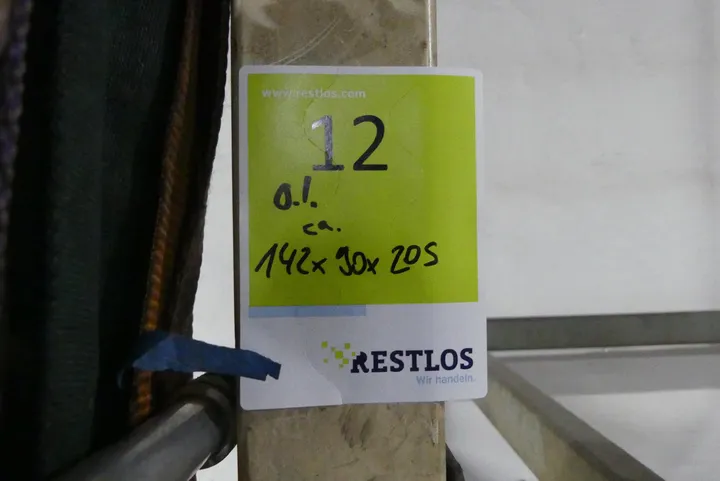 www.restlos.com
12
o.I.
ca.
142x 90x 205
RESTLOS
Wir handeln.